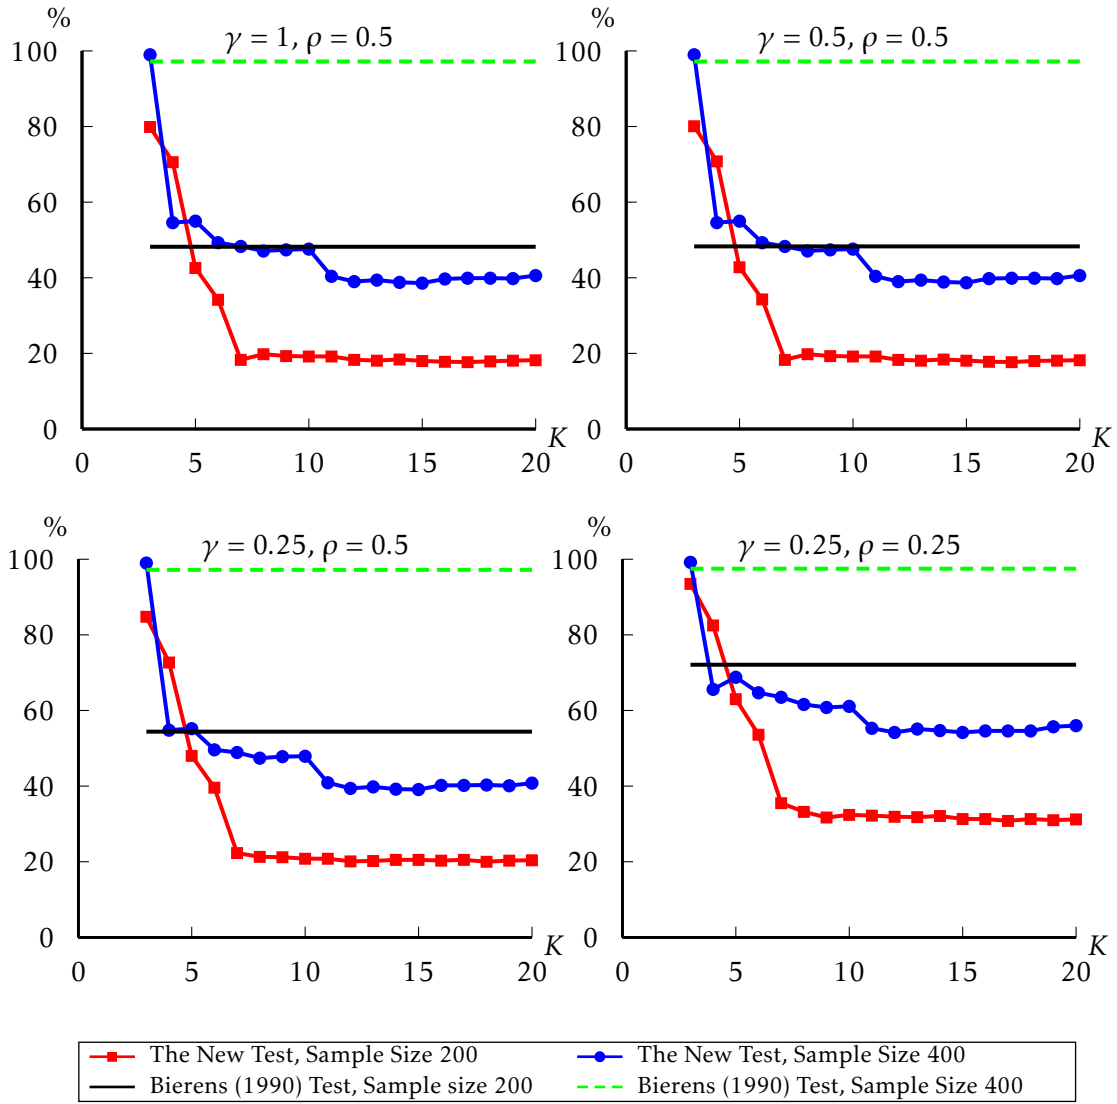 %
γ = 1, ρ = 0.5
100
80
60
40
20
0
K
0 5 10 15 20
%
γ = 0.5, ρ = 0.5
100
80
60
40
20
0
K
0 5 10 15 20
%
γ = 0.25, ρ = 0.5
100
80
60
40
20
0
K
0 5 10 15 20
%
γ = 0.25, ρ = 0.25
100
80
60
40
20
0
K
0 5 10 15 20
The New Test, Sample Size 200
The New Test, Sample Size 400
Bierens (1990) Test, Sample size 200
Bierens (1990) Test, Sample Size 400